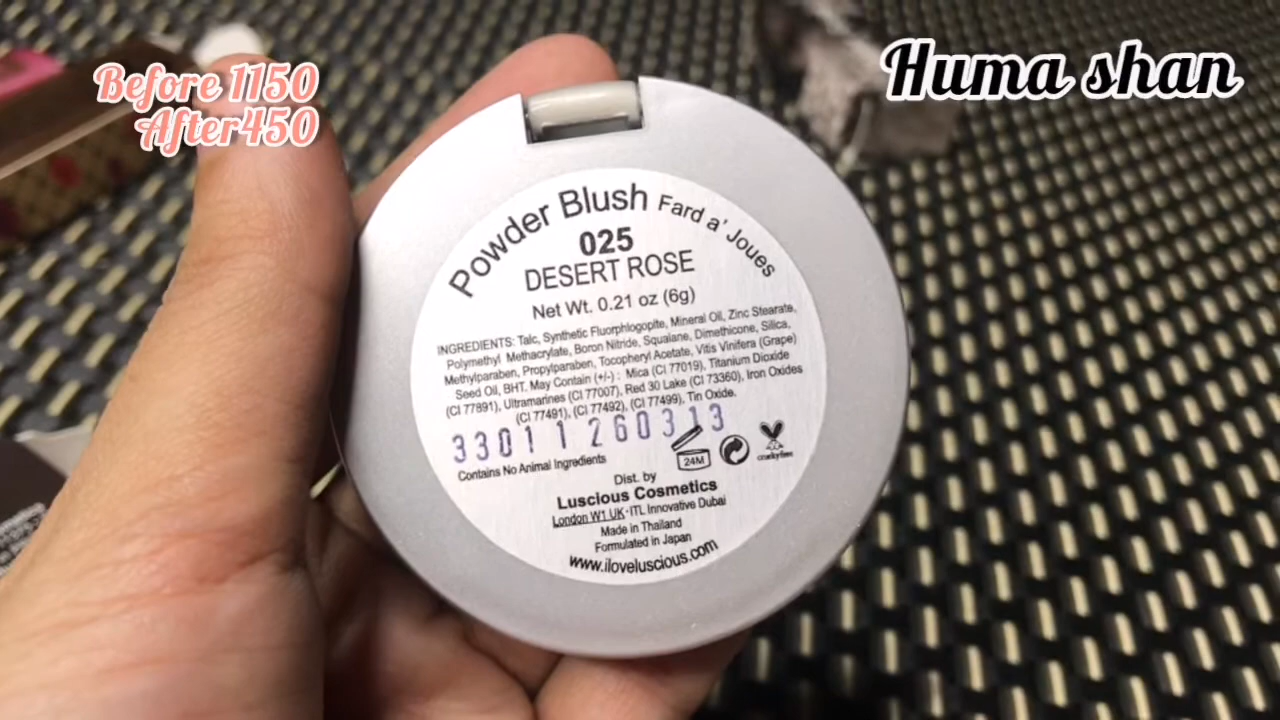 Before 1150
After450
Huma shan
Powder Blush Fard a' Joues
025
DESERT ROSE
Net Wt. 0.21 oz (6g)
INGREDIENTS: Talc, Synthetic Fluorphlogopite, Mineral Oil, Zinc Stearate,
Polymethyl Methacrylate, Boron Nitride, Squalane, Dimethicone, Silica,
Methylparaben, Propylparaben, Tocopheryl Acetate, Vitis Vinifera (Grape)
Seed Oil, BHT. May Contain (+/-) : Mica (CI 77019), Titanium Dioxide
(CI 77891), Ultramarines (CI 77007), Red 30 Lake (CI 73360), Iron Oxides
(CI 77491), (CI 77492), (CI 77499), Tin Oxide.
33011 260313
Contains No Animal Ingredients
24M
crueltyfree
Dist. by
Luscious Cosmetics
London W1 UK · ITL Innovative Dubai
Made in Thailand
Formulated in Japan
www.iloveluscious.com